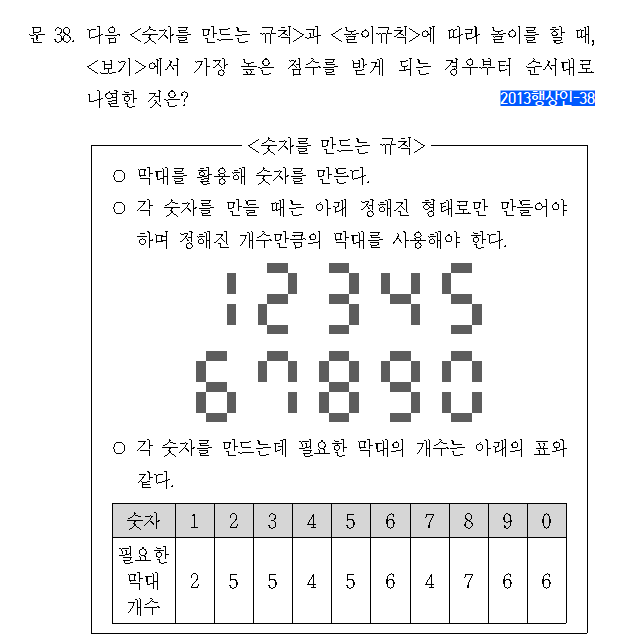 문 38. 다음 <숫자를 만드는 규칙>과 <놀이규칙>에 따라 놀이를 할 때,
<보기>에서 가장 높은 점수를 받게 되는 경우부터 순서대로
나열한 것은?
2013행상인-38
<숫자를 만드는 규칙>
○ 막대를 활용해 숫자를 만든다.
○ 각 숫자를 만들 때는 아래 정해진 형태로만 만들어야
하며 정해진 개수만큼의 막대를 사용해야 한다.
1 2 3 4 5
6 7 8 9 0
○ 각 숫자를 만드는데 필요한 막대의 개수는 아래의 표와
같다.
숫자 1 2 3 4 5 6 7 8 9 0
필요한
막대
개수
2 5 5 4 5 6 4 7 6 6